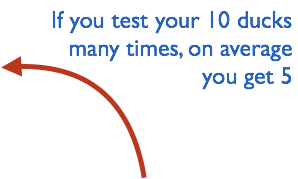 If you test your 10 ducks
many times, on average
you get 5